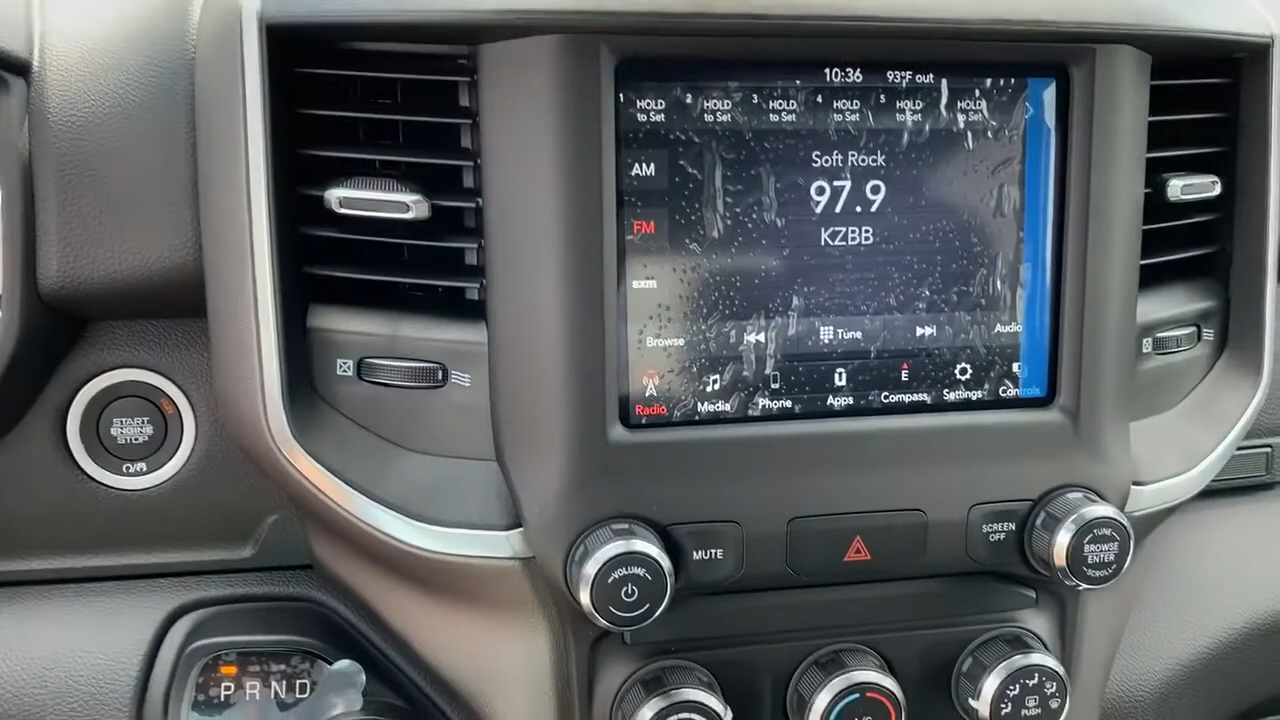 10:36 93°F out
1 HOLD to Set
2 HOLD to Set
3 HOLD to Set
4 HOLD to Set
5 HOLD to Set
HOLD to Set
AM
Soft Rock
97.9
FM
KZBB
sxm
Browse
Tune
Audio
Radio
Media
Phone
Apps
E
Compass
Settings
Controls
START
ENGINE
STOP
VOLUME
MUTE
SCREEN
OFF
TUNE
BROWSE
ENTER
SCROLL
P R N D
PUSH